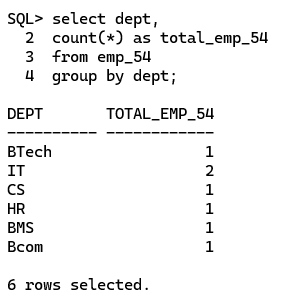 SQL> select dept,
  2  count(*) as total_emp_54
  3  from emp_54
  4  group by dept;

DEPT       TOTAL_EMP_54
---------- ------------
BTech                 1
IT                    2
CS                    1
HR                    1
BMS                   1
Bcom                  1

6 rows selected.